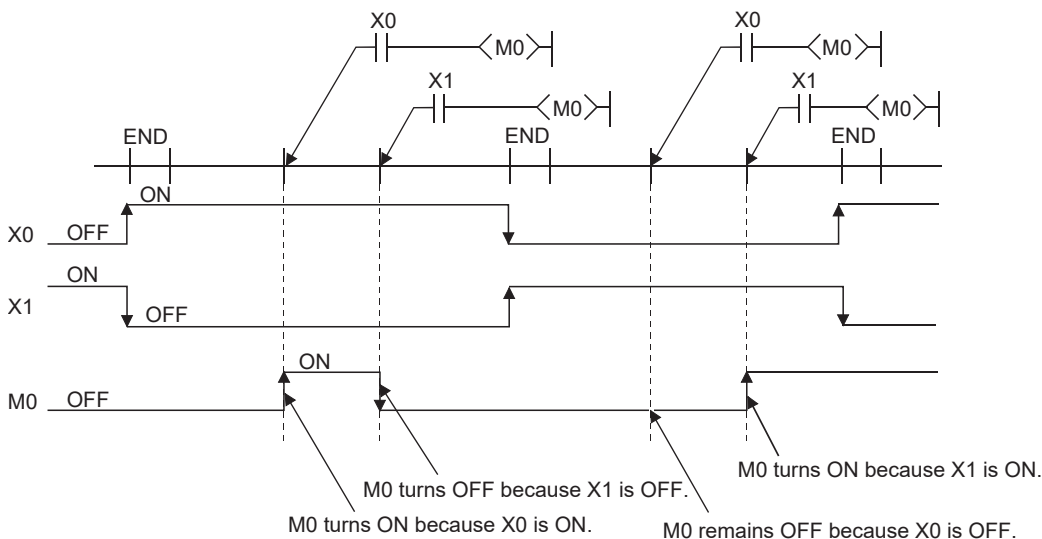 X0
M0
X0
M0
X1
M0
X1
M0
END
END
END
ON
X0 OFF
ON
X1
OFF
ON
M0 OFF
M0 turns ON because X1 is ON.
M0 turns OFF because X1 is OFF.
M0 turns ON because X0 is ON.
M0 remains OFF because X0 is OFF.